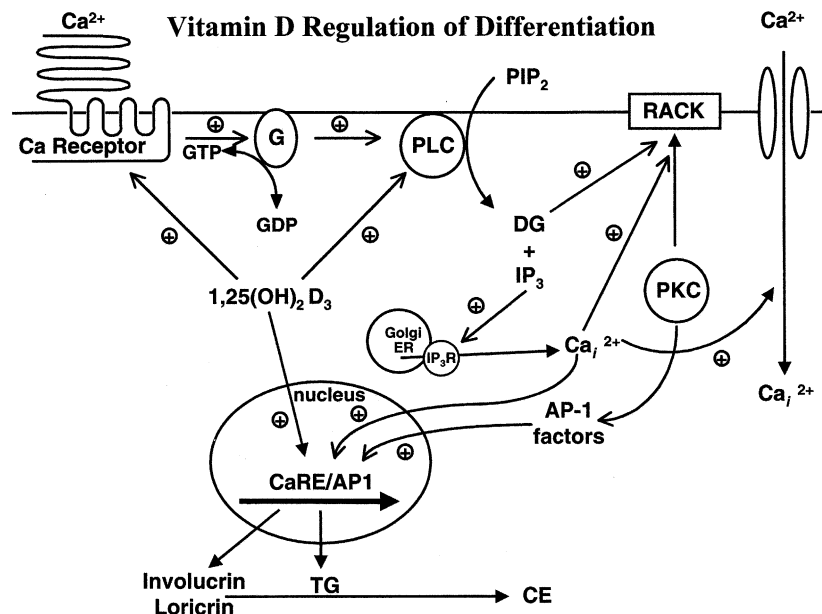 Vitamin D Regulation of Differentiation
Ca²⁺
Ca²⁺
PIP₂
RACK
G
PLC
Ca Receptor
GTP
GDP
DG
+
IP₃
1,25(OH)₂ D₃
PKC
Golgi
ER
IP₃R
Caᵢ ²⁺
Caᵢ ²⁺
nucleus
AP-1
factors
CaRE/AP1
Involucrin
Loricrin
TG
CE